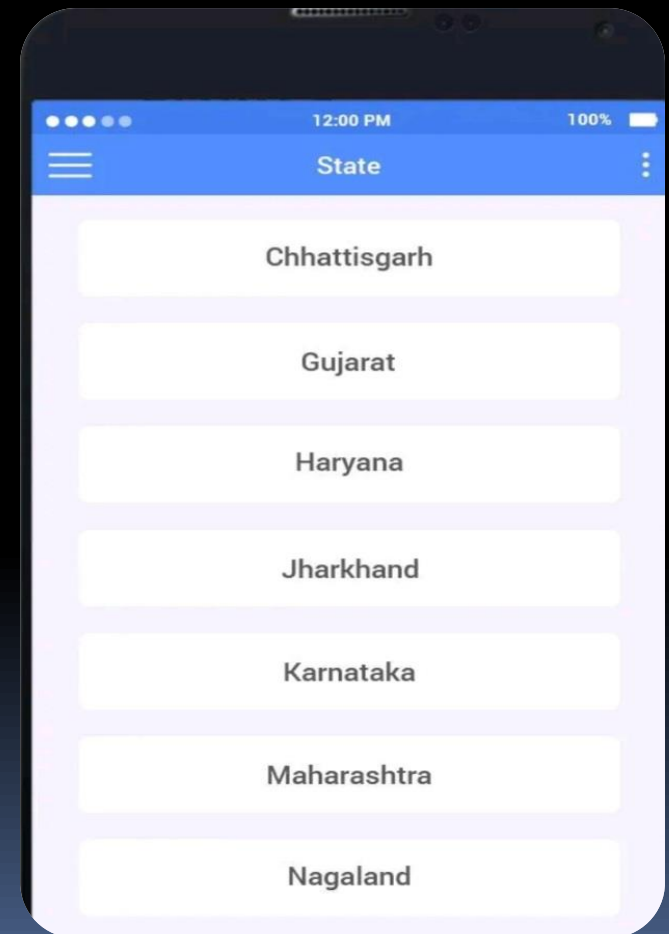 12:00 PM 100%
State
Chhattisgarh
Gujarat
Haryana
Jharkhand
Karnataka
Maharashtra
Nagaland